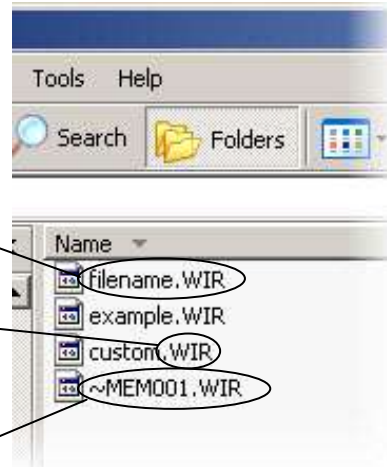 Tools Help
Search Folders
Name
filename.WIR
example.WIR
custom.WIR
~MEM001.WIR